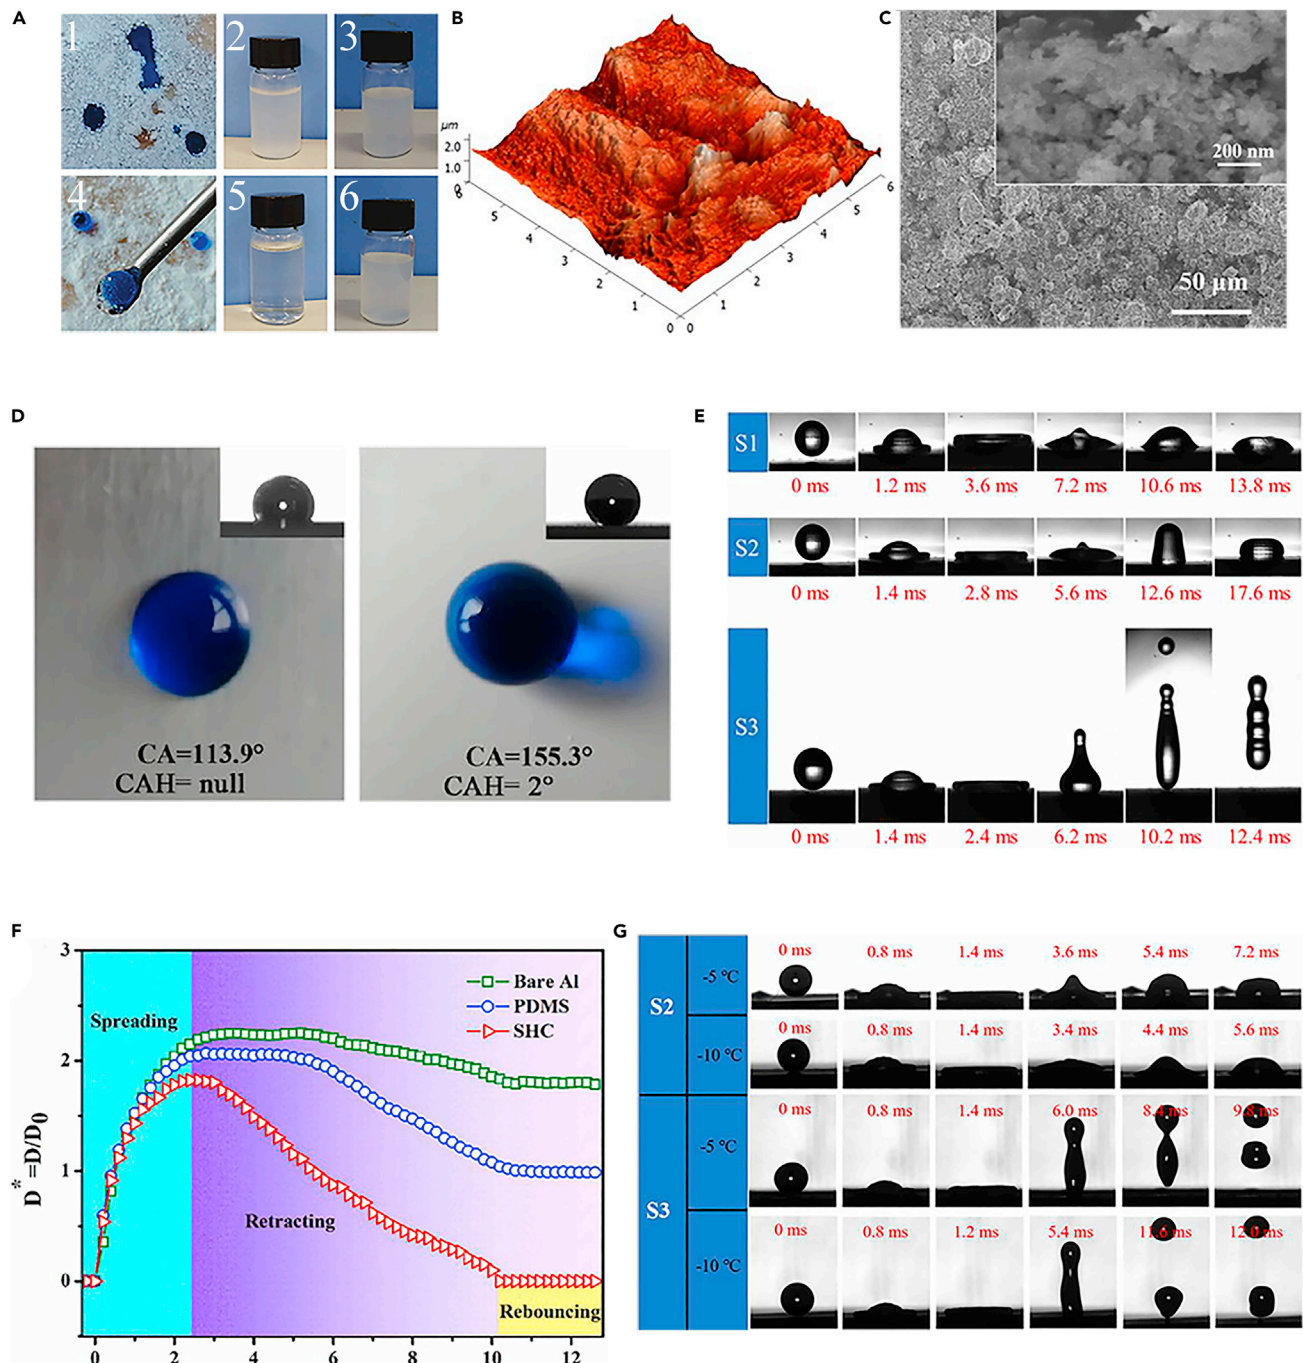 A
1
2
3
4
5
6
B
μm
2.0
1.0
0
6
5
4
3
2
1
0
0
1
2
3
4
5
6
C
200 nm
50 μm
D
CA=113.9°
CAH= null
CA=155.3°
CAH= 2°
E
S1
0 ms 1.2 ms 3.6 ms 7.2 ms 10.6 ms 13.8 ms
S2
0 ms 1.4 ms 2.8 ms 5.6 ms 12.6 ms 17.6 ms
S3
0 ms 1.4 ms 2.4 ms 6.2 ms 10.2 ms 12.4 ms
F
3
2
1
0
D* =D/D0
Spreading
Bare Al
PDMS
SHC
Retracting
Rebouncing
0 2 4 6 8 10 12
G
S2
-5 °C
0 ms 0.8 ms 1.4 ms 3.6 ms 5.4 ms 7.2 ms
-10 °C
0 ms 0.8 ms 1.4 ms 3.4 ms 4.4 ms 5.6 ms
S3
-5 °C
0 ms 0.8 ms 1.4 ms 6.0 ms 8.4 ms 9.8 ms
-10 °C
0 ms 0.8 ms 1.2 ms 5.4 ms 11.6 ms 12.0 ms